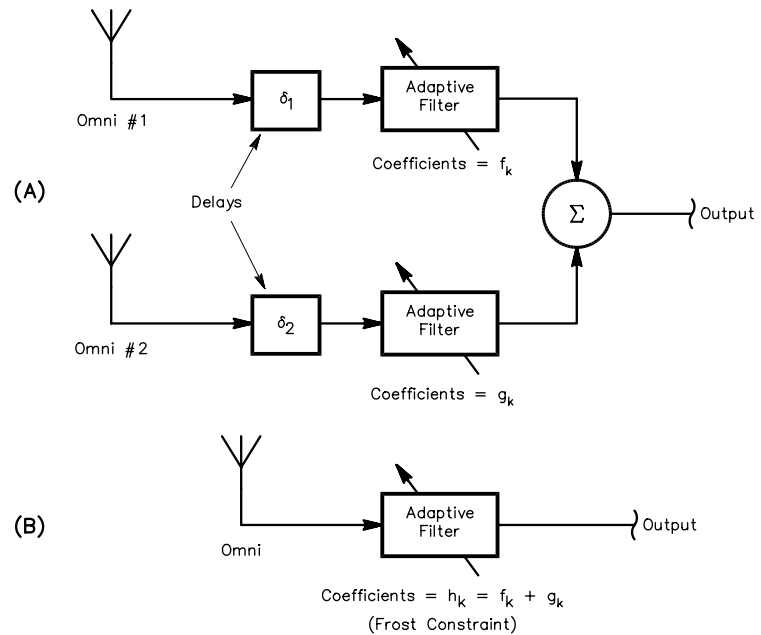 δ1
Adaptive
Filter
Omni #1
Coefficients = fk
(A)
Delays
Σ
Output
δ2
Adaptive
Filter
Omni #2
Coefficients = gk
(B)
Adaptive
Filter
Output
Omni
Coefficients = hk = fk + gk
(Frost Constraint)